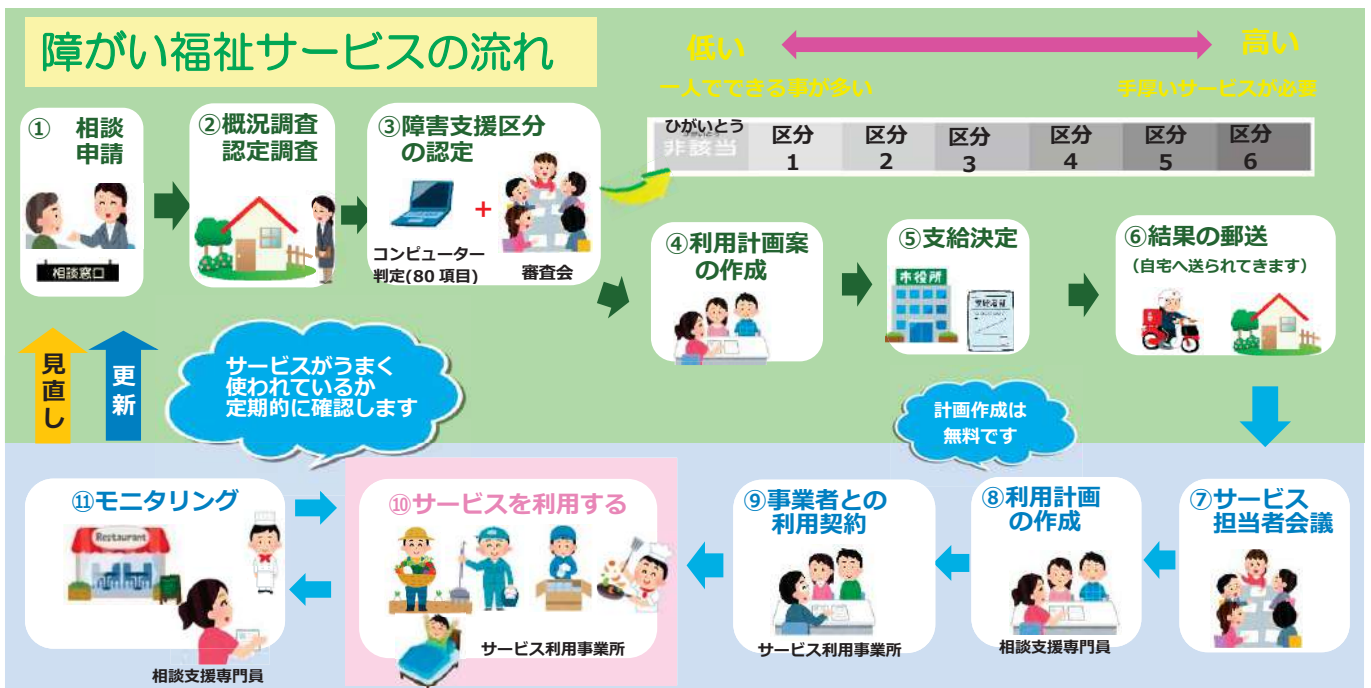 障がい福祉サービスの流れ
低い
高い
一人でできる事が多い
手厚いサービスが必要
ひがいとう
非該当
区分
1
区分
2
区分
3
区分
4
区分
5
区分
6
① 相談
申請
相談窓口
②概況調査
認定調査
③障害支援区分
の認定
+
コンピューター
判定(80 項目)
審査会
④利用計画案
の作成
⑤支給決定
市役所
⑥結果の郵送
（自宅へ送られてきます）
見直し
更新
サービスがうまく
使われているか
定期的に確認します
計画作成は
無料です
⑦サービス
担当者会議
⑧利用計画
の作成
相談支援専門員
⑨事業者との
利用契約
サービス利用事業所
⑩サービスを利用する
サービス利用事業所
⑪モニタリング
Restaurant
相談支援専門員